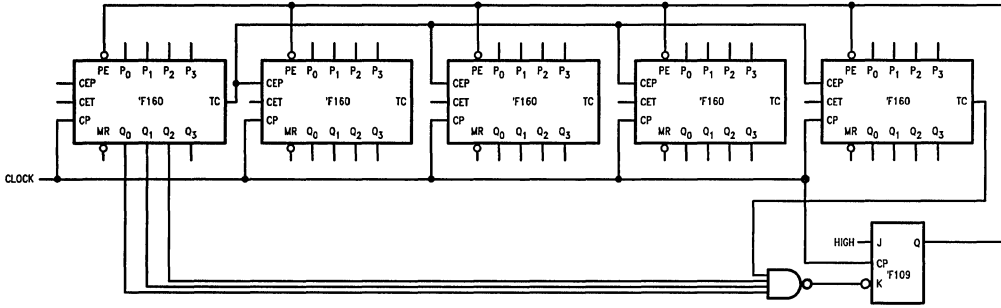 PE P0 P1 P2 P3
CEP
CET 'F160 TC
CP
MR Q0 Q1 Q2 Q3
PE P0 P1 P2 P3
CEP
CET 'F160 TC
CP
MR Q0 Q1 Q2 Q3
PE P0 P1 P2 P3
CEP
CET 'F160 TC
CP
MR Q0 Q1 Q2 Q3
PE P0 P1 P2 P3
CEP
CET 'F160 TC
CP
MR Q0 Q1 Q2 Q3
PE P0 P1 P2 P3
CEP
CET 'F160 TC
CP
MR Q0 Q1 Q2 Q3
CLOCK
HIGH J Q
CP
'F109
K